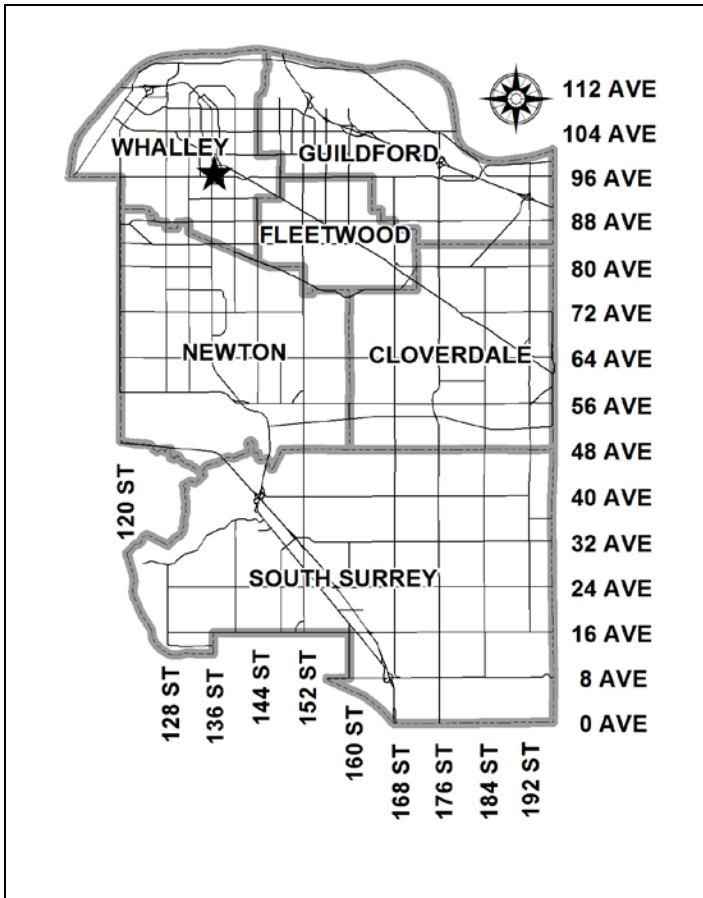 112 AVE
104 AVE
WHALLEY
GUILDFORD
96 AVE
88 AVE
FLEETWOOD
80 AVE
72 AVE
NEWTON
CLOVERDALE
64 AVE
56 AVE
48 AVE
120 ST
40 AVE
32 AVE
SOUTH SURREY
24 AVE
16 AVE
8 AVE
0 AVE
128 ST
136 ST
144 ST
152 ST
160 ST
168 ST
176 ST
184 ST
192 ST